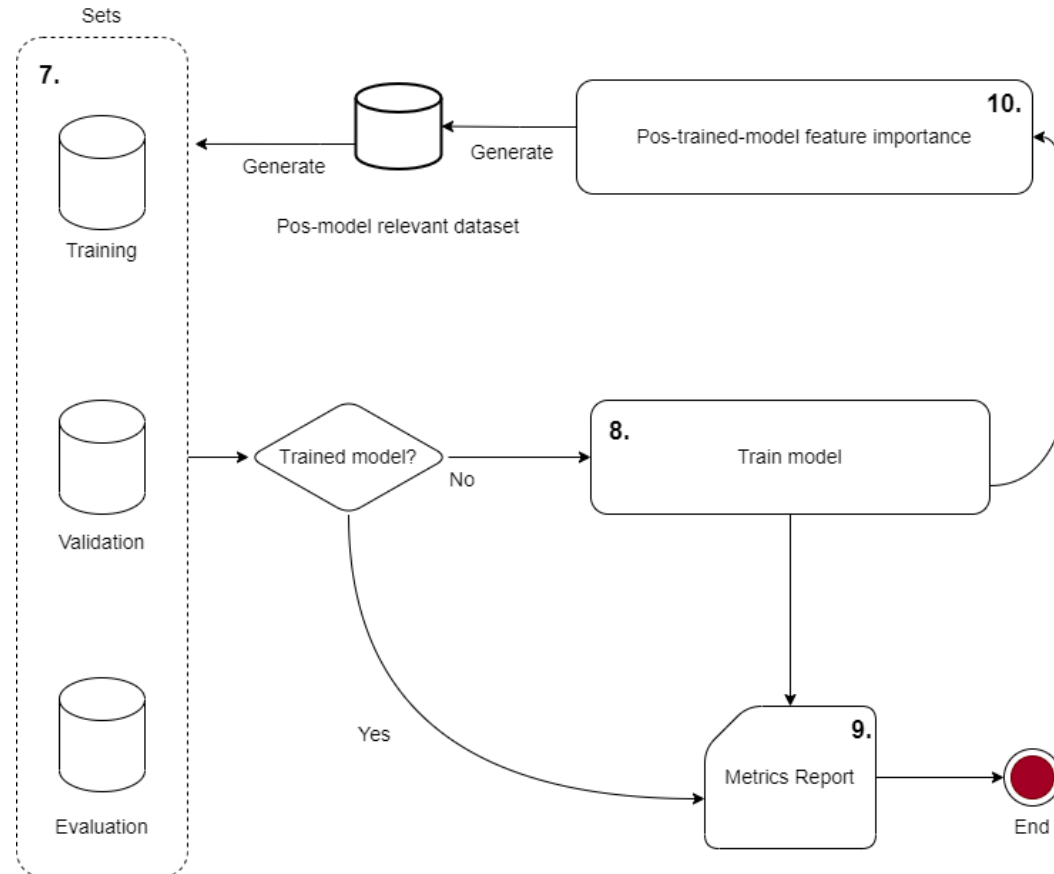 Sets
7.
10.
Pos-trained-model feature importance
Generate
Generate
Training
Pos-model relevant dataset
8.
Trained model?
No
Train model
Validation
Yes
9.
Metrics Report
Evaluation
End